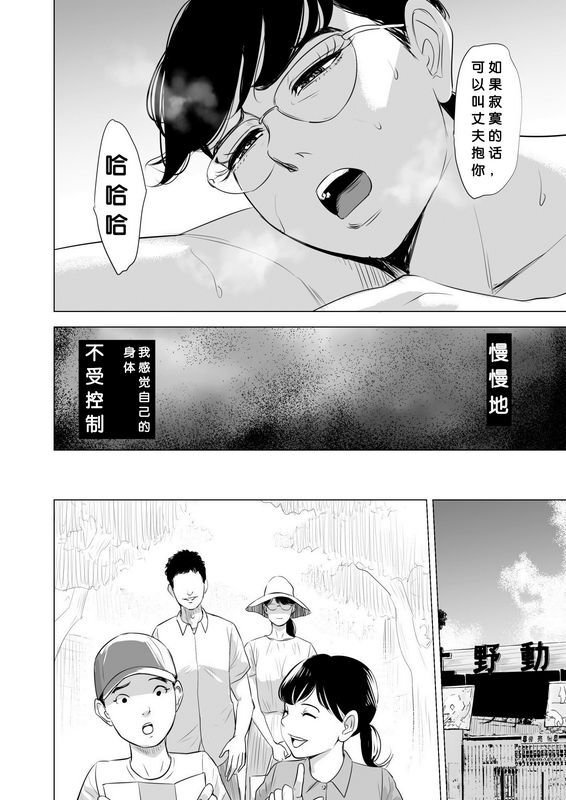 如果寂寞的话，
可以叫丈夫抱你
哈哈哈
慢慢地
我感觉自己的
身体
不受控制
野動